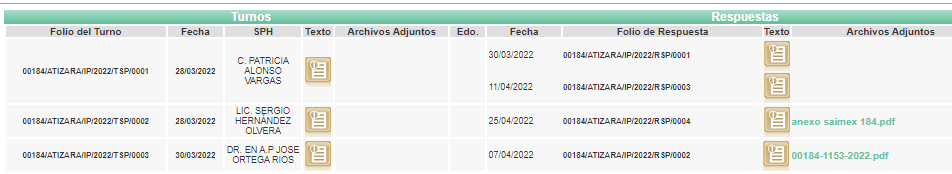 Turnos Respuestas
Folio del Turno Fecha SPH Texto Archivos Adjuntos Edo. Fecha Folio de Respuesta Texto Archivos Adjuntos
00184/ATIZARA/IP/2022/TSP/0001 28/03/2022 C. PATRICIA
ALONSO
VARGAS
30/03/2022 00184/ATIZARA/IP/2022/RSP/0001
11/04/2022 00184/ATIZARA/IP/2022/RSP/0003
00184/ATIZARA/IP/2022/TSP/0002 28/03/2022 LIC. SERGIO
HERNÁNDEZ
OLVERA
25/04/2022 00184/ATIZARA/IP/2022/RSP/0004 anexo saimex 184.pdf
00184/ATIZARA/IP/2022/TSP/0003 30/03/2022 DR. EN A.P JOSE
ORTEGA RIOS
07/04/2022 00184/ATIZARA/IP/2022/RSP/0002 00184-1153-2022.pdf